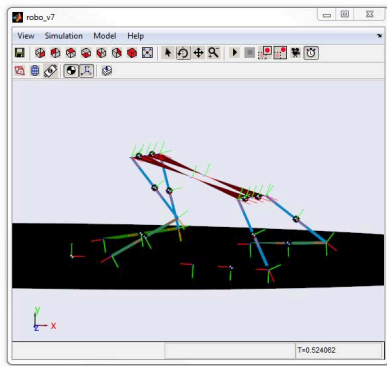 robo_v7
View Simulation Model Help
y
z x
T=0.524062